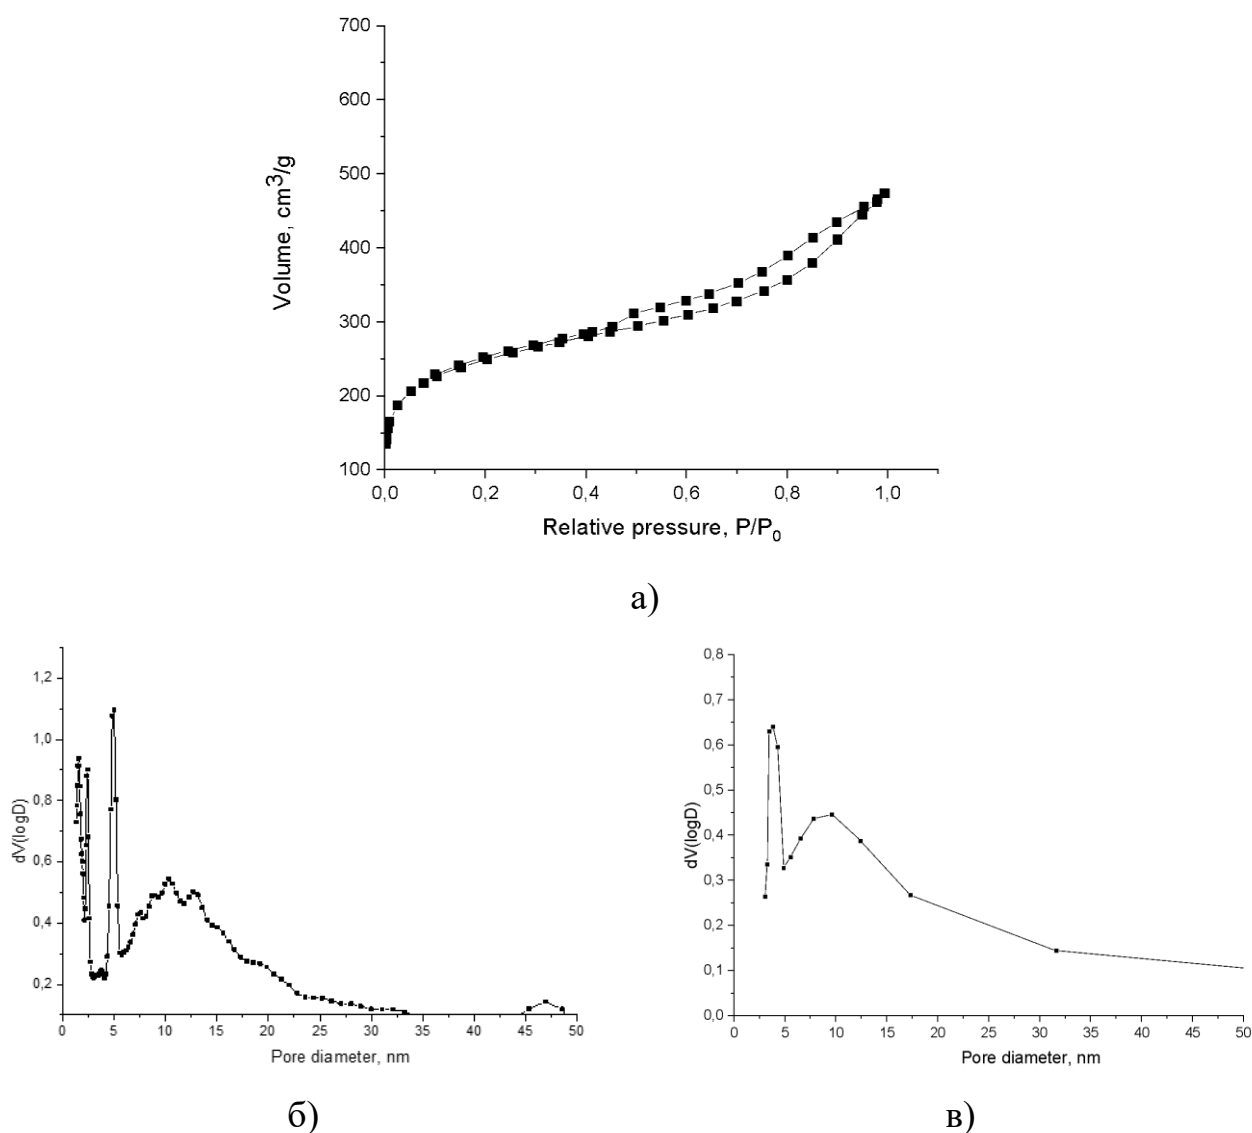 700
600
500
400
300
200
100
Volume, cm³/g
0,0 0,2 0,4 0,6 0,8 1,0
Relative pressure, P/P₀
а)
1,2
1,0
0,8
0,6
0,4
0,2
dV(logD)
0 5 10 15 20 25 30 35 40 45 50
Pore diameter, nm
б)
0,8
0,7
0,6
0,5
0,4
0,3
0,2
0,1
0,0
dV(logD)
0 5 10 15 20 25 30 35 40 45 50
Pore diameter, nm
в)